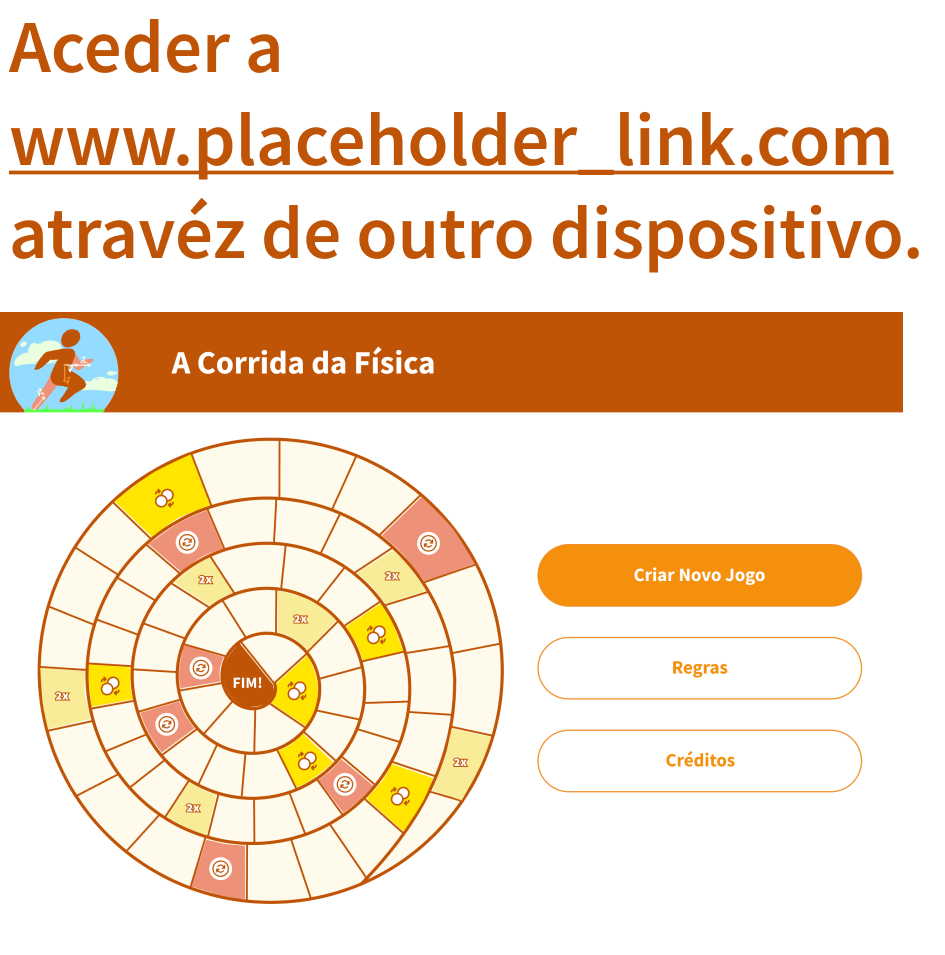 Aceder a
www.placeholder_link.com
atravéz de outro dispositivo.
A Corrida da Física
2x
2x
2x
2x
FIM!
2x
2x
2x
Criar Novo Jogo
Regras
Créditos